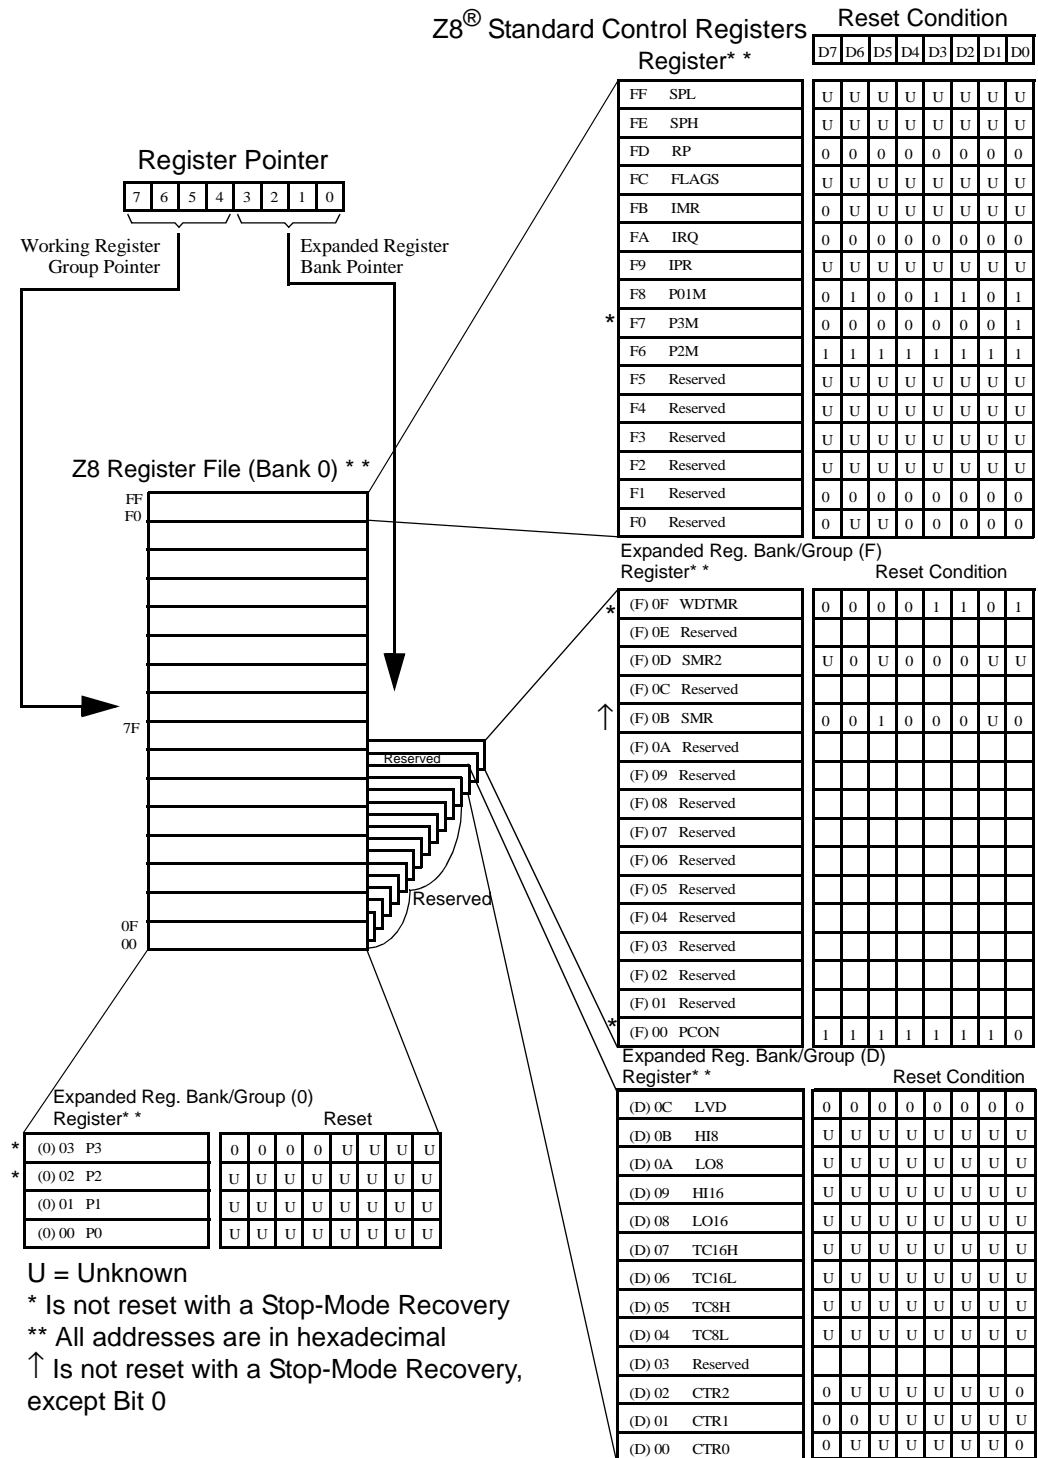 Z8® Standard Control Registers
Reset Condition
Register* *
D7 D6 D5 D4 D3 D2 D1 D0
FF SPL U U U U U U U U
FE SPH U U U U U U U U
FD RP 0 0 0 0 0 0 0 0
FC FLAGS U U U U U U U U
FB IMR 0 U U U U U U U
FA IRQ 0 0 0 0 0 0 0 0
F9 IPR U U U U U U U U
F8 P01M 0 1 0 0 1 1 0 1
* F7 P3M 0 0 0 0 0 0 0 1
F6 P2M 1 1 1 1 1 1 1 1
F5 Reserved U U U U U U U U
F4 Reserved U U U U U U U U
F3 Reserved U U U U U U U U
F2 Reserved U U U U U U U U
F1 Reserved 0 0 0 0 0 0 0 0
F0 Reserved 0 U U 0 0 0 0 0
Register Pointer
7 6 5 4 3 2 1 0
Working Register
Group Pointer
Expanded Register
Bank Pointer
Z8 Register File (Bank 0) * *
FF
F0
7F
0F
00
Reserved
Reserved
Expanded Reg. Bank/Group (F)
Register* * Reset Condition
* (F) 0F WDTMR 0 0 0 0 1 1 0 1
(F) 0E Reserved
(F) 0D SMR2 U 0 U 0 0 0 U U
(F) 0C Reserved
↑ (F) 0B SMR 0 0 1 0 0 0 U 0
(F) 0A Reserved
(F) 09 Reserved
(F) 08 Reserved
(F) 07 Reserved
(F) 06 Reserved
(F) 05 Reserved
(F) 04 Reserved
(F) 03 Reserved
(F) 02 Reserved
(F) 01 Reserved
* (F) 00 PCON 1 1 1 1 1 1 1 0
Expanded Reg. Bank/Group (D)
Register* * Reset Condition
(D) 0C LVD 0 0 0 0 0 0 0 0
(D) 0B HI8 U U U U U U U U
(D) 0A LO8 U U U U U U U U
(D) 09 HI16 U U U U U U U U
(D) 08 LO16 U U U U U U U U
(D) 07 TC16H U U U U U U U U
(D) 06 TC16L U U U U U U U U
(D) 05 TC8H U U U U U U U U
(D) 04 TC8L U U U U U U U U
(D) 03 Reserved
(D) 02 CTR2 0 U U U U U U 0
(D) 01 CTR1 0 0 U U U U U U
(D) 00 CTR0 0 U U U U U U 0
Expanded Reg. Bank/Group (0)
Register* * Reset
* (0) 03 P3 0 0 0 0 U U U U
* (0) 02 P2 U U U U U U U U
(0) 01 P1 U U U U U U U U
(0) 00 P0 U U U U U U U U
U = Unknown
* Is not reset with a Stop-Mode Recovery
** All addresses are in hexadecimal
↑ Is not reset with a Stop-Mode Recovery,
except Bit 0